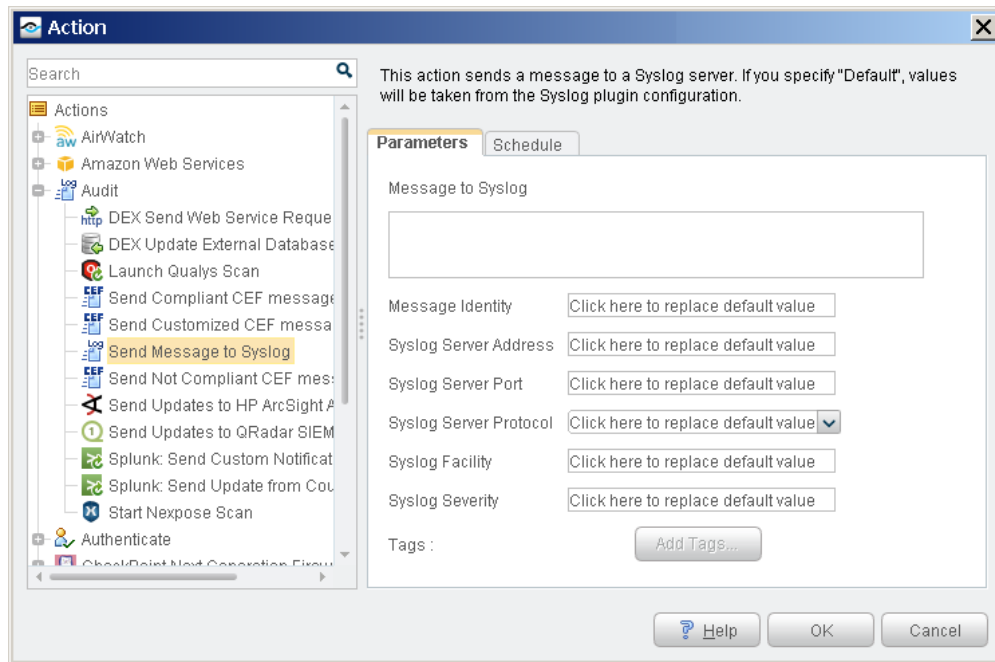 Action
Search
Actions
AirWatch
Amazon Web Services
Audit
DEX Send Web Service Reque
DEX Update External Database
Launch Qualys Scan
Send Compliant CEF message
Send Customized CEF messa
Send Message to Syslog
Send Not Compliant CEF mes
Send Updates to HP ArcSight A
Send Updates to QRadar SIEM
Splunk: Send Custom Notificat
Splunk: Send Update from Cou
Start Nexpose Scan
Authenticate
CheckPoint Next Generation Firew
This action sends a message to a Syslog server. If you specify "Default", values
will be taken from the Syslog plugin configuration.
Parameters Schedule
Message to Syslog
Message Identity Click here to replace default value
Syslog Server Address Click here to replace default value
Syslog Server Port Click here to replace default value
Syslog Server Protocol Click here to replace default value
Syslog Facility Click here to replace default value
Syslog Severity Click here to replace default value
Tags : Add Tags...
Help OK Cancel